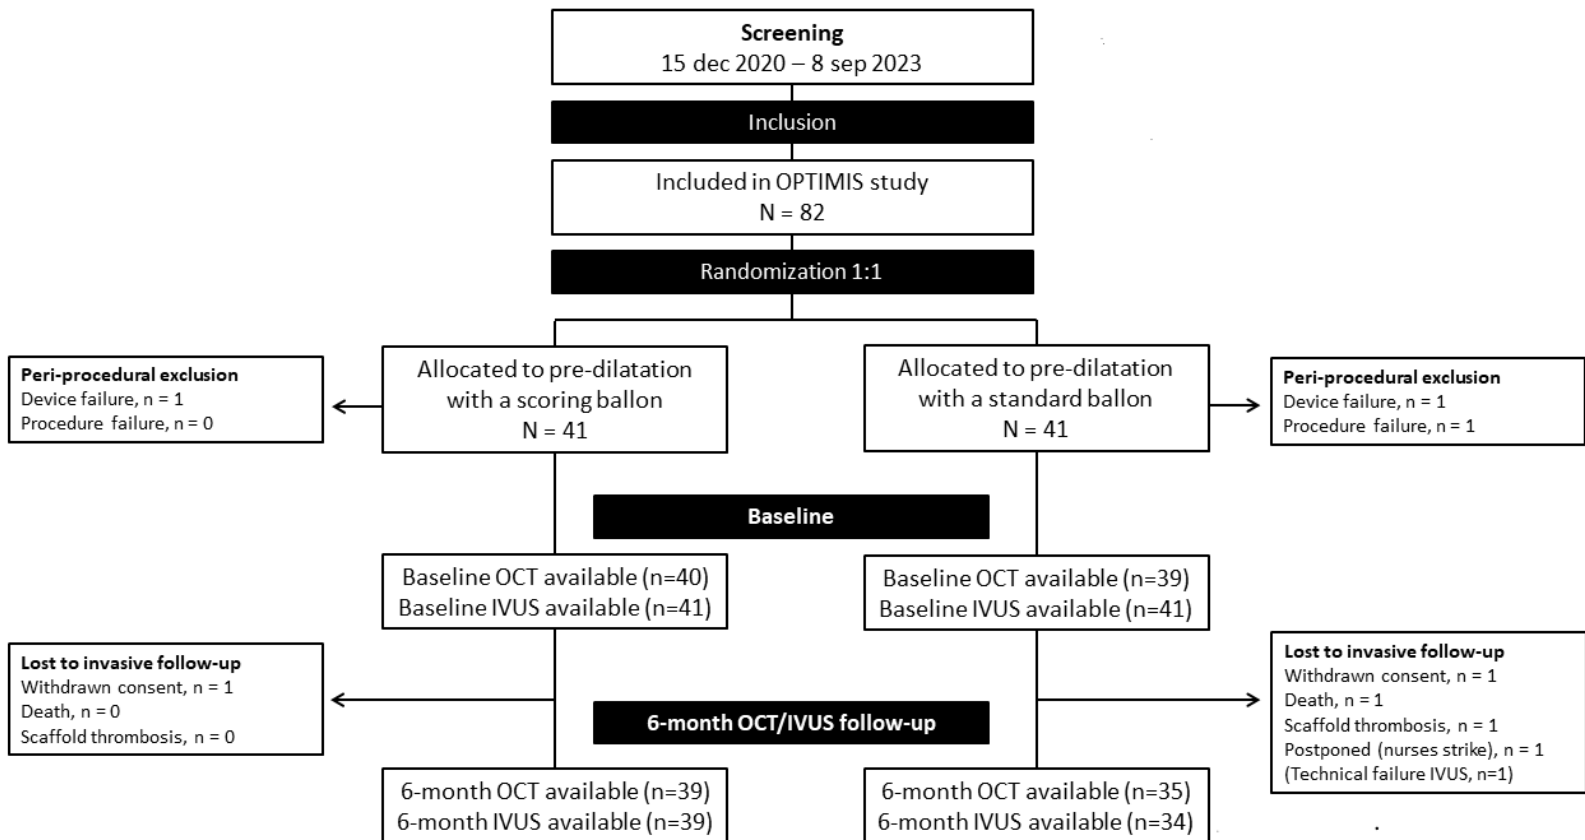 Screening
15 dec 2020 – 8 sep 2023
Inclusion
Included in OPTIMIS study
N = 82
Randomization 1:1
Peri-procedural exclusion
Device failure, n = 1
Procedure failure, n = 0
Allocated to pre-dilatation
with a scoring ballon
N = 41
Allocated to pre-dilatation
with a standard ballon
N = 41
Peri-procedural exclusion
Device failure, n = 1
Procedure failure, n = 1
Baseline
Baseline OCT available (n=40)
Baseline IVUS available (n=41)
Baseline OCT available (n=39)
Baseline IVUS available (n=41)
Lost to invasive follow-up
Withdrawn consent, n = 1
Death, n = 0
Scaffold thrombosis, n = 0
Lost to invasive follow-up
Withdrawn consent, n = 1
Death, n = 1
Scaffold thrombosis, n = 1
Postponed (nurses strike), n = 1
(Technical failure IVUS, n=1)
6-month OCT/IVUS follow-up
6-month OCT available (n=39)
6-month IVUS available (n=39)
6-month OCT available (n=35)
6-month IVUS available (n=34)